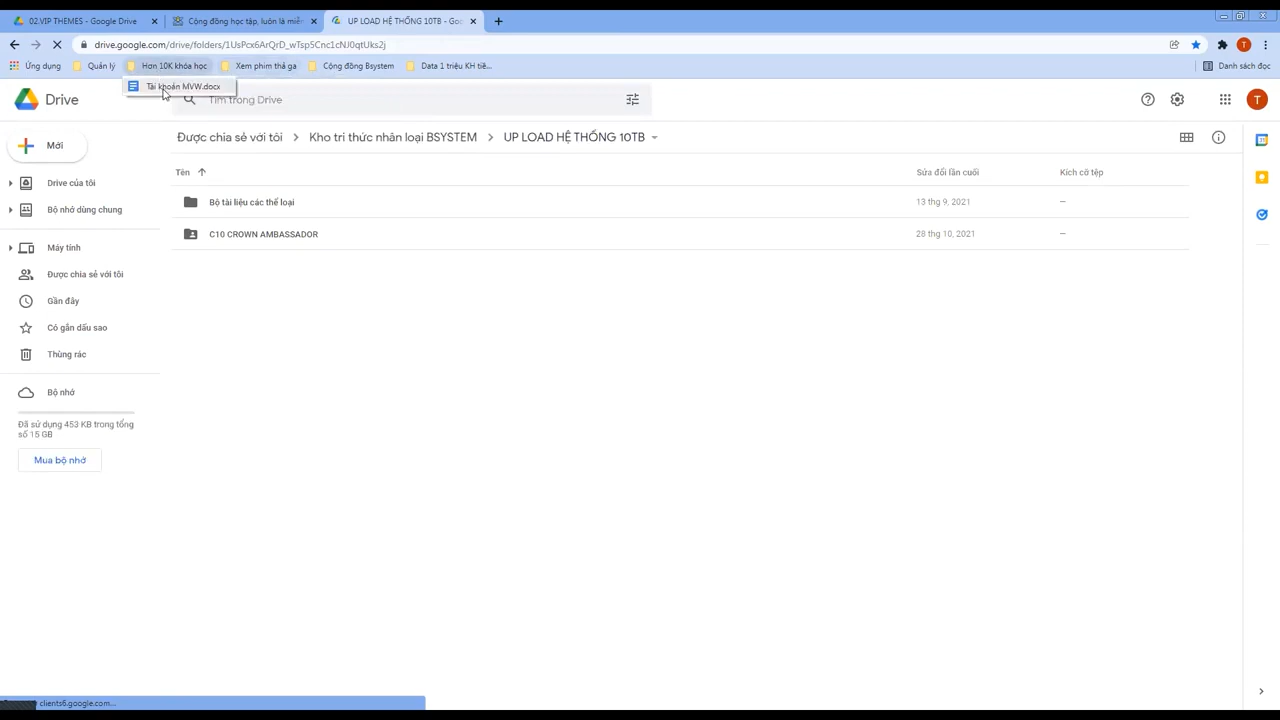 02.VIP THEMES - Google Drive
Cộng đồng học tập, luôn là miễn
UP LOAD HỆ THỐNG 10TB - Goo
drive.google.com/drive/folders/1UsPcx6ArQrD_wTsp5Cnc1cNJ0qtUks2j
Ứng dụng
Quản lý
Hơn 10K khóa học
Xem phim thả ga
Cộng đồng Bsystem
Data 1 triệu KH tiề...
Danh sách đọc
Tài khoản MVW.docx
Drive
Tìm trong Drive
T
T
Mới
Được chia sẻ với tôi
Kho tri thức nhân loại BSYSTEM
UP LOAD HỆ THỐNG 10TB
Tên
Sửa đổi lần cuối
Kích cỡ tệp
Bộ tài liệu các thể loại
13 thg 9, 2021
—
C10 CROWN AMBASSADOR
28 thg 10, 2021
—
Drive của tôi
Bộ nhớ dùng chung
Máy tính
Được chia sẻ với tôi
Gần đây
Có gắn dấu sao
Thùng rác
Bộ nhớ
Đã sử dụng 453 KB trong tổng
số 15 GB
Mua bộ nhớ
clients6.google.com...